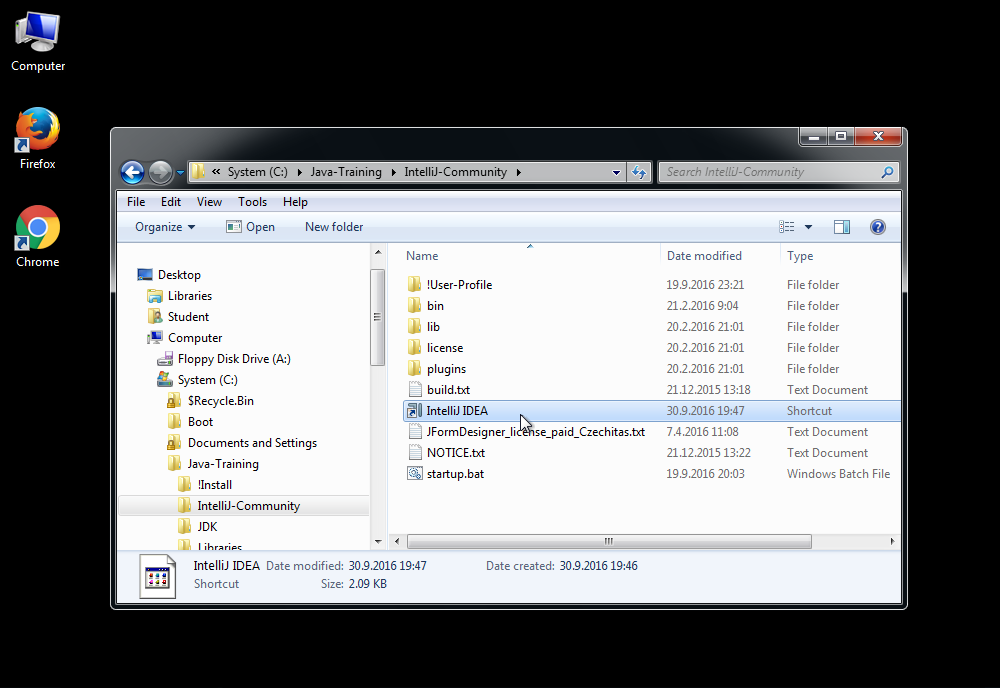 Computer
Firefox
Chrome
« System (C:) Java-Training IntelliJ-Community
Search IntelliJ-Community
File Edit View Tools Help
Organize Open New folder
Desktop
Libraries
Student
Computer
Floppy Disk Drive (A:)
System (C:)
$Recycle.Bin
Boot
Documents and Settings
Java-Training
!Install
IntelliJ-Community
JDK
Libraries
Name Date modified Type
!User-Profile 19.9.2016 23:21 File folder
bin 21.2.2016 9:04 File folder
lib 20.2.2016 21:01 File folder
license 20.2.2016 21:01 File folder
plugins 20.2.2016 21:01 File folder
build.txt 21.12.2015 13:18 Text Document
IntelliJ IDEA 30.9.2016 19:47 Shortcut
JFormDesigner_license_paid_Czechitas.txt 7.4.2016 11:08 Text Document
NOTICE.txt 21.12.2015 13:22 Text Document
startup.bat 19.9.2016 20:03 Windows Batch File
IntelliJ IDEA Date modified: 30.9.2016 19:47 Date created: 30.9.2016 19:46
Shortcut Size: 2.09 KB